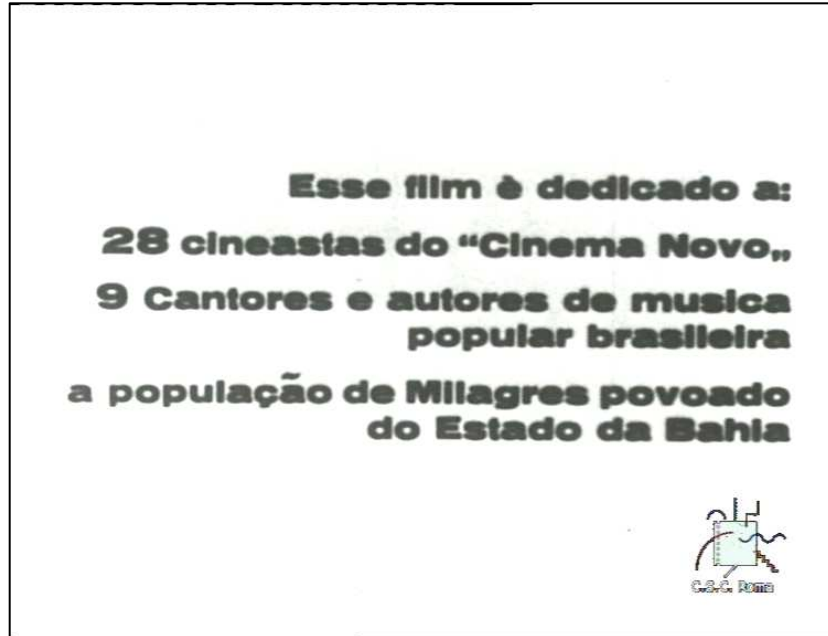 Esse film è dedicado a:
28 cineastas do “Cinema Novo„
9 Cantores e autores de musica
popular brasileira
a população de Milagres povoado
do Estado da Bahia
C.S.C. Roma